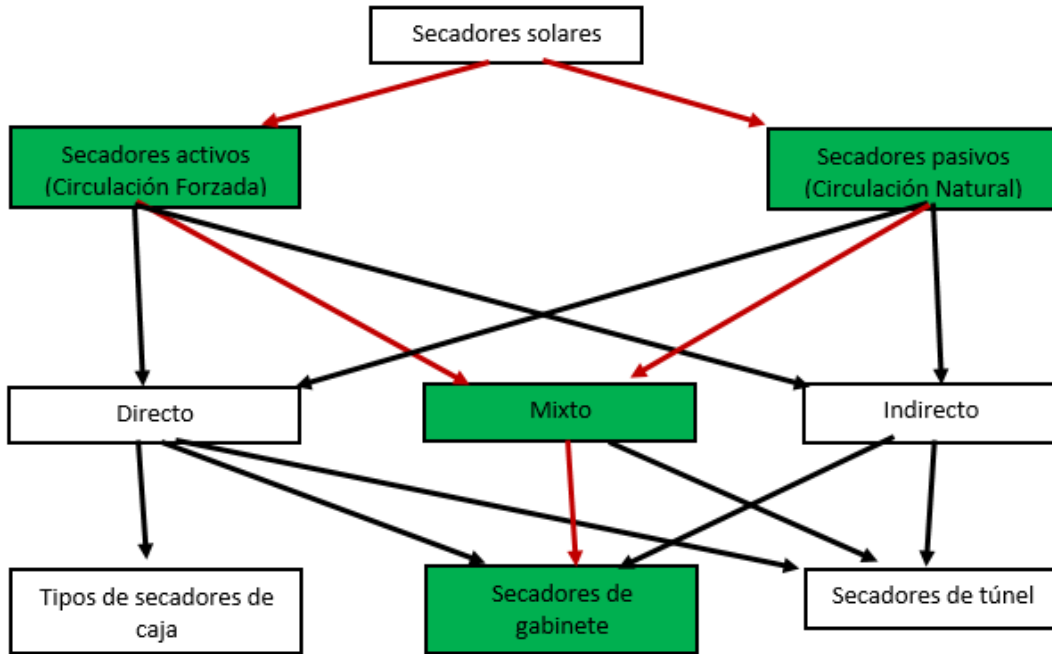 Secadores solares
Secadores activos
(Circulación Forzada)
Secadores pasivos
(Circulación Natural)
Directo
Mixto
Indirecto
Tipos de secadores de
caja
Secadores de
gabinete
Secadores de túnel